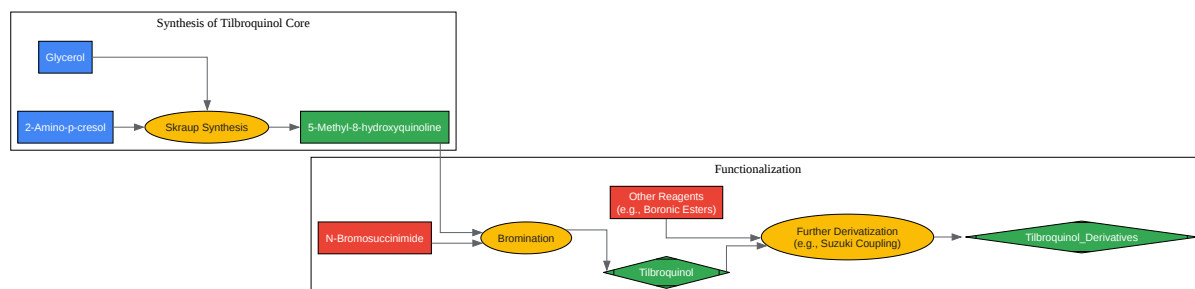 Synthesis of Tilbroquinol Core
Glycerol
2-Amino-p-cresol
Skraup Synthesis
5-Methyl-8-hydroxyquinoline
Functionalization
N-Bromosuccinimide
Bromination
Other Reagents
(e.g., Boronic Esters)
Tilbroquinol
Further Derivatization
(e.g., Suzuki Coupling)
Tilbroquinol_Derivatives